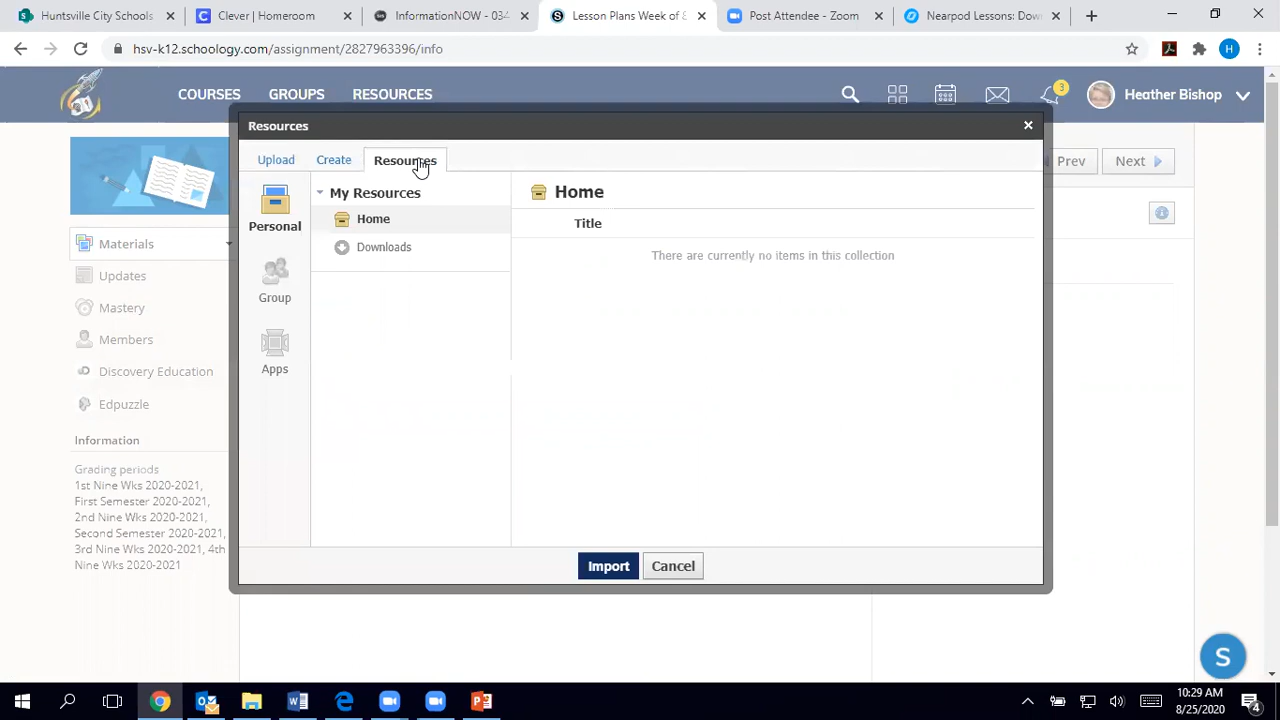 Huntsville City Schools
Clever | Homeroom
InformationNOW - 034
Lesson Plans Week of 8
Post Attendee - Zoom
Nearpod Lessons: Dow
hsv-k12.schoology.com/assignment/2827963396/info
COURSES GROUPS RESOURCES
3
Heather Bishop
H
Resources
Upload Create Resources
Prev Next
Personal
Group
Apps
My Resources
Home
Downloads
Home
Title
There are currently no items in this collection
Materials
Updates
Mastery
Members
Discovery Education
Edpuzzle
Information
Grading periods
1st Nine Wks 2020-2021,
First Semester 2020-2021,
2nd Nine Wks 2020-2021,
Second Semester 2020-2021,
3rd Nine Wks 2020-2021, 4th
Nine Wks 2020-2021
Import Cancel
S
10:29 AM
8/25/2020
4